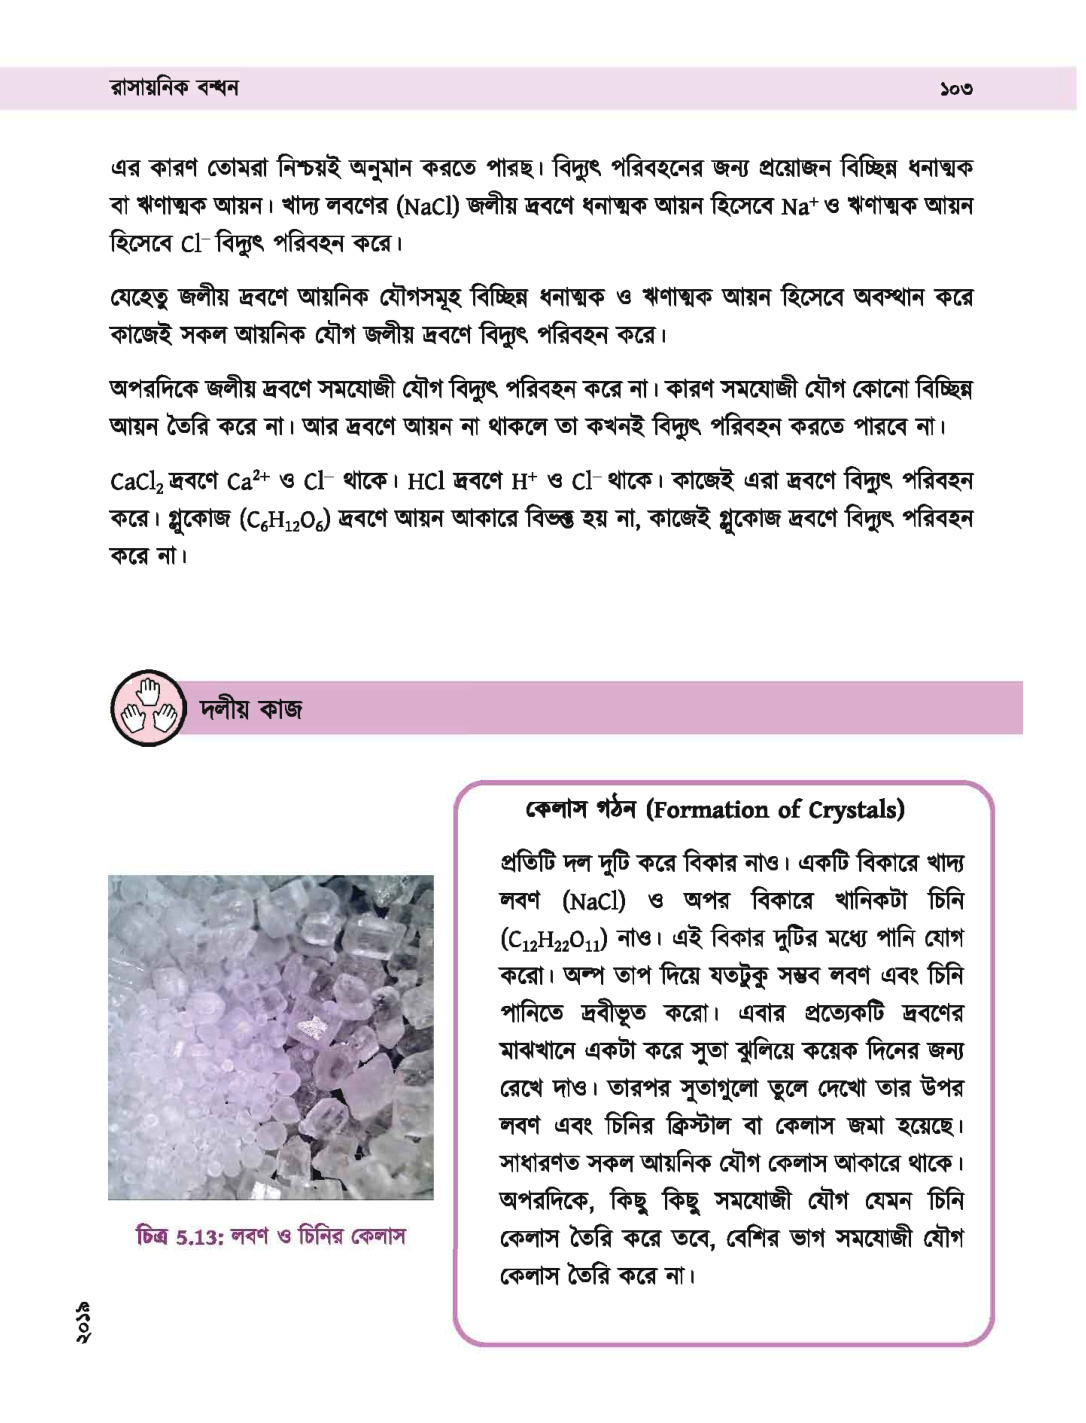 রাসায়নিক বন্ধন ১০৩
এর কারণ তোমরা নিশ্চয়ই অনুমান করতে পারছ। বিদ্যুৎ পরিবহনের জন্য প্রয়োজন বিচ্ছিন্ন ধনাত্মক
বা ঋণাত্মক আয়ন। খাদ্য লবণের (NaCl) জলীয় দ্রবণে ধনাত্মক আয়ন হিসেবে Na⁺ ও ঋণাত্মক আয়ন
হিসেবে Cl⁻ বিদ্যুৎ পরিবহন করে।
যেহেতু জলীয় দ্রবণে আয়নিক যৌগসমূহ বিচ্ছিন্ন ধনাত্মক ও ঋণাত্মক আয়ন হিসেবে অবস্থান করে
কাজেই সকল আয়নিক যৌগ জলীয় দ্রবণে বিদ্যুৎ পরিবহন করে।
অপরদিকে জলীয় দ্রবণে সমযোজী যৌগ বিদ্যুৎ পরিবহন করে না। কারণ সমযোজী যৌগ কোনো বিচ্ছিন্ন
আয়ন তৈরি করে না। আর দ্রবণে আয়ন না থাকলে তা কখনই বিদ্যুৎ পরিবহন করতে পারবে না।
CaCl₂ দ্রবণে Ca²⁺ ও Cl⁻ থাকে। HCl দ্রবণে H⁺ ও Cl⁻ থাকে। কাজেই এরা দ্রবণে বিদ্যুৎ পরিবহন
করে। গ্লুকোজ (C₆H₁₂O₆) দ্রবণে আয়ন আকারে বিভক্ত হয় না, কাজেই গ্লুকোজ দ্রবণে বিদ্যুৎ পরিবহন
করে না।
দলীয় কাজ
কেলাস গঠন (Formation of Crystals)
প্রতিটি দল দুটি করে বিকার নাও। একটি বিকারে খাদ্য
লবণ (NaCl) ও অপর বিকারে খানিকটা চিনি
(C₁₂H₂₂O₁₁) নাও। এই বিকার দুটির মধ্যে পানি যোগ
করো। অল্প তাপ দিয়ে যতটুকু সম্ভব লবণ এবং চিনি
পানিতে দ্রবীভূত করো। এবার প্রত্যেকটি দ্রবণের
মাঝখানে একটা করে সুতা ঝুলিয়ে কয়েক দিনের জন্য
রেখে দাও। তারপর সুতাগুলো তুলে দেখো তার উপর
লবণ এবং চিনির ক্রিস্টাল বা কেলাস জমা হয়েছে।
সাধারণত সকল আয়নিক যৌগ কেলাস আকারে থাকে।
অপরদিকে, কিছু কিছু সমযোজী যৌগ যেমন চিনি
কেলাস তৈরি করে তবে, বেশির ভাগ সমযোজী যৌগ
কেলাস তৈরি করে না।
চিত্র 5.13: লবণ ও চিনির কেলাস
২০১৯